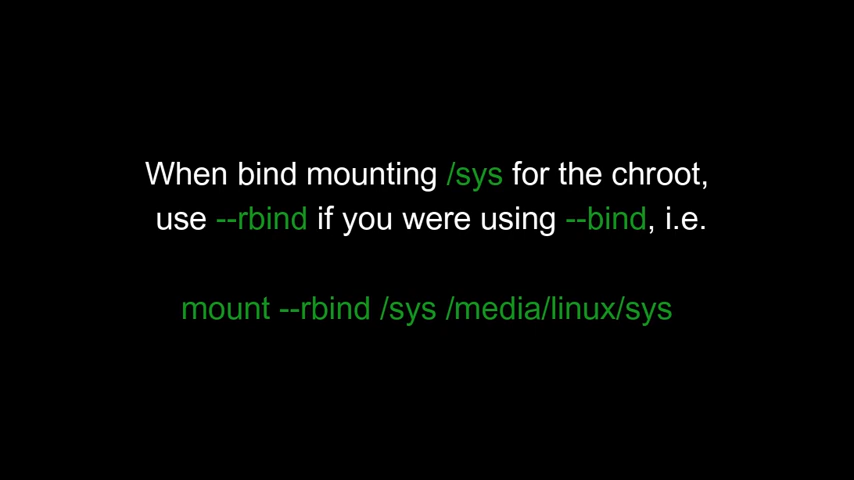 When bind mounting /sys for the chroot,
use --rbind if you were using --bind, i.e.
mount --rbind /sys /media/linux/sys